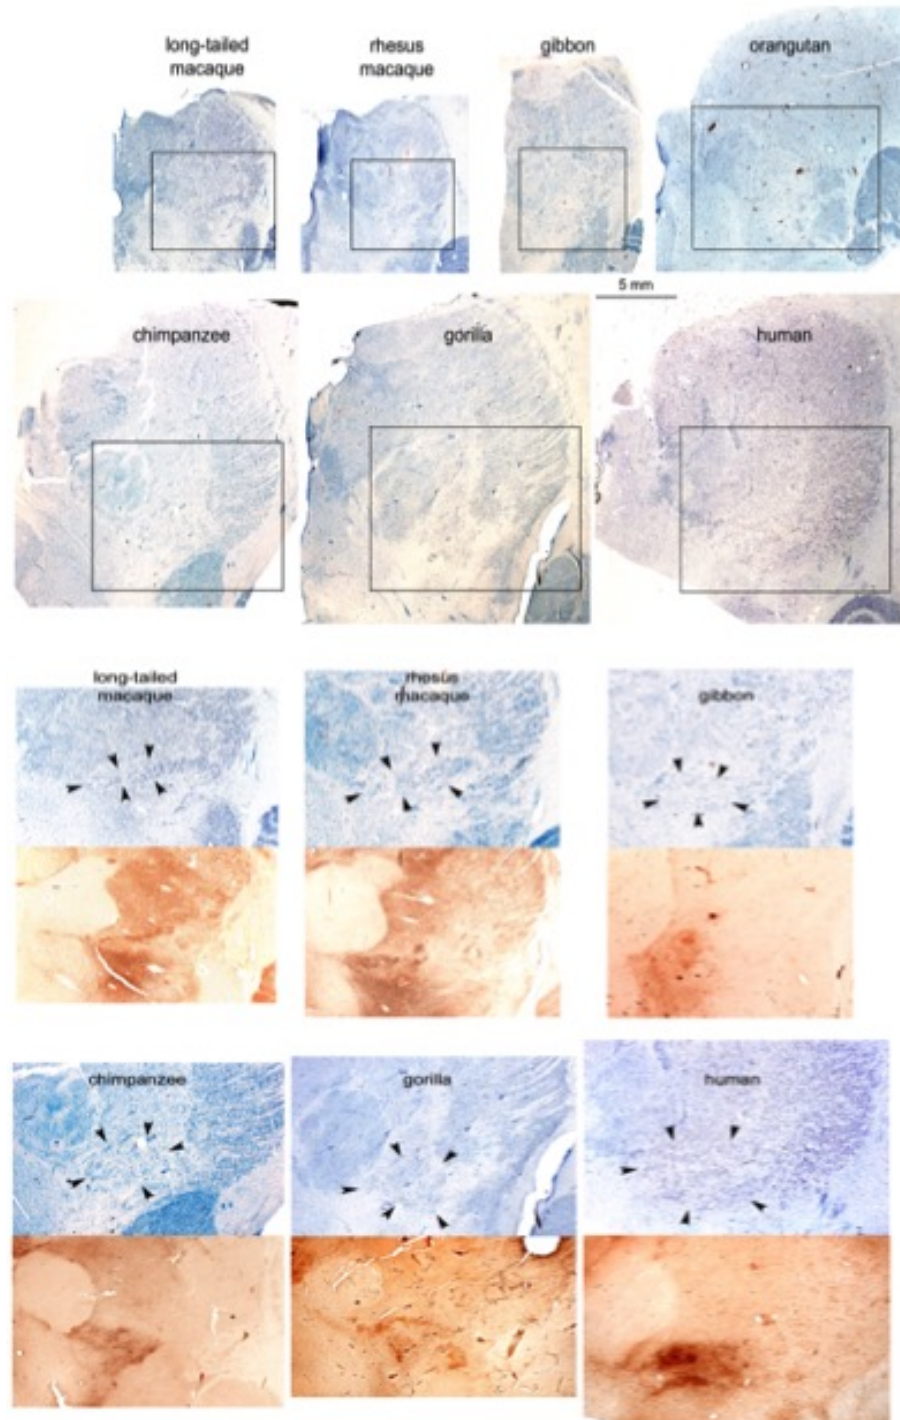 long-tailed
macaque
rhesus
macaque
gibbon
orangutan
5 mm
chimpanzee
gorilla
human
long-tailed
macaque
rhesus
macaque
gibbon
chimpanzee
gorilla
human